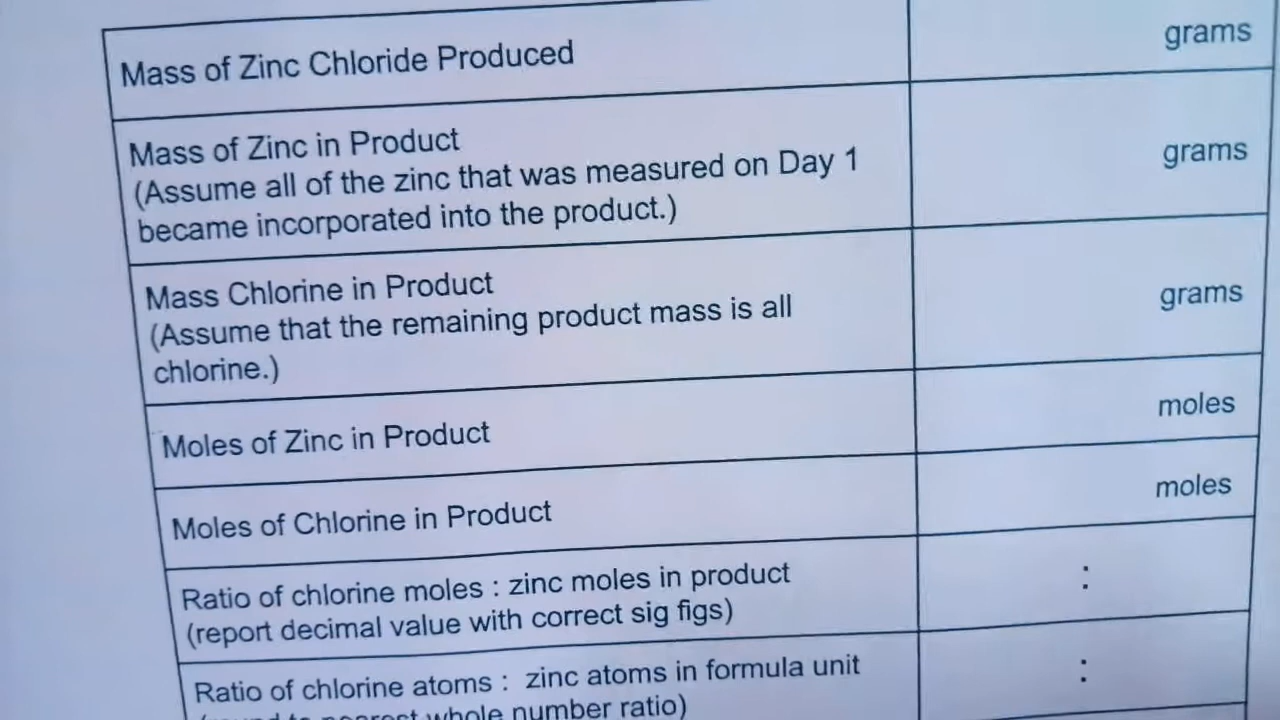 Mass of Zinc Chloride Produced
grams
Mass of Zinc in Product
(Assume all of the zinc that was measured on Day 1
became incorporated into the product.)
grams
Mass Chlorine in Product
(Assume that the remaining product mass is all
chlorine.)
grams
Moles of Zinc in Product
moles
Moles of Chlorine in Product
moles
Ratio of chlorine moles : zinc moles in product
(report decimal value with correct sig figs)
:
Ratio of chlorine atoms : zinc atoms in formula unit
:
nearest whole number ratio)